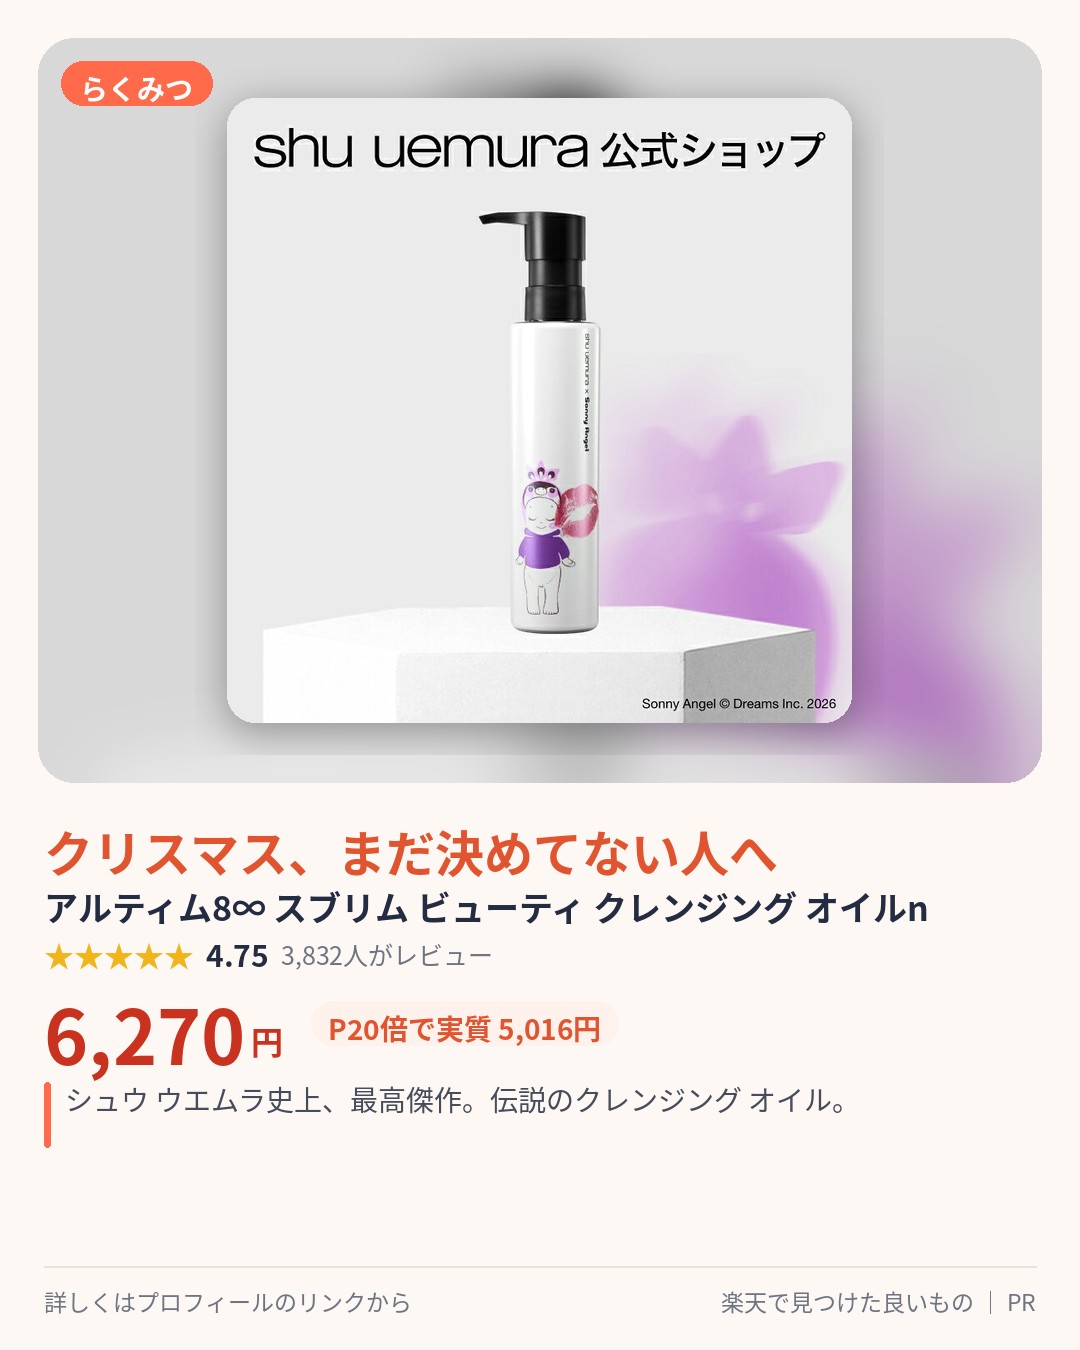 らくみつ
shu uemura 公式ショップ
shu uemura × Sonny Angel
Sonny Angel © Dreams Inc. 2026
クリスマス、まだ決めてない人へ
アルティム8∞ スブリム ビューティ クレンジング オイルn
★★★★★ 4.75 3,832人がレビュー
6,270円 P20倍で実質 5,016円
シュウ ウエムラ史上、最高傑作。伝説のクレンジング オイル。
詳しくはプロフィールのリンクから
楽天で見つけた良いもの｜PR